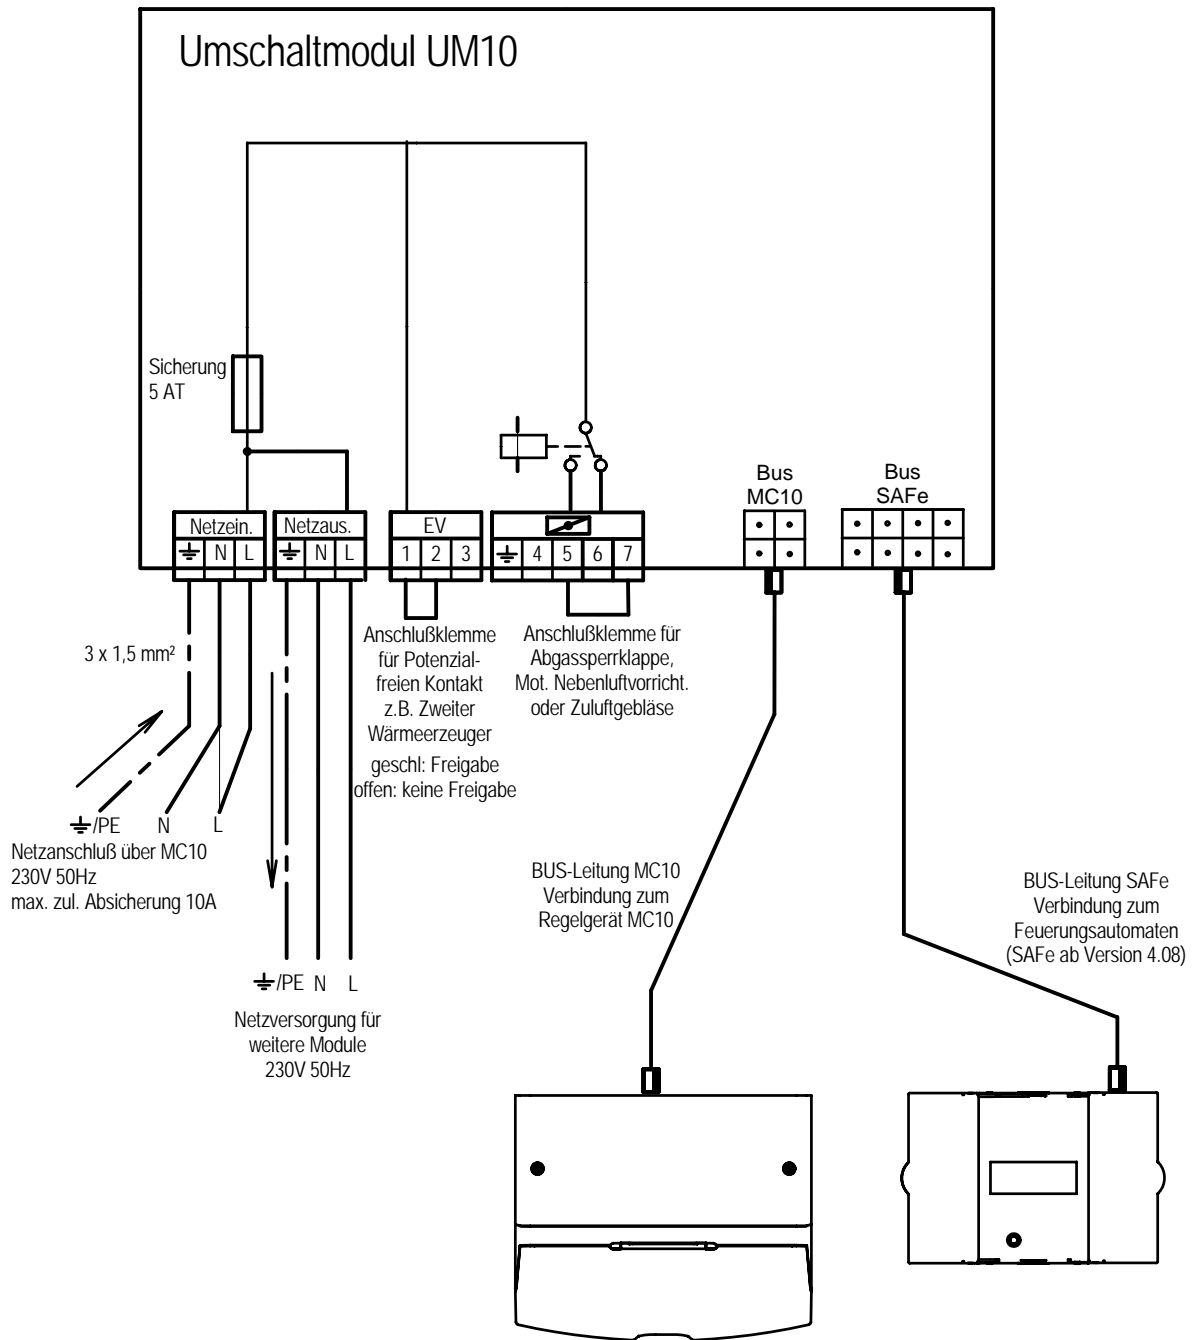 Umschaltmodul UM10
Sicherung
5 AT
Bus
MC10
Bus
SAFe
Netzein.
Netzaus.
EV
N L
N L
1 2 3
4 5 6 7
3 x 1,5 mm²
Anschlußklemme
für Potenzial-
freien Kontakt
z.B. Zweiter
Wärmeerzeuger
geschl: Freigabe
offen: keine Freigabe
Anschlußklemme für
Abgassperrklappe,
Mot. Nebenluftvorricht.
oder Zuluftgebläse
/PE N L
Netzanschluß über MC10
230V 50Hz
max. zul. Absicherung 10A
/PE N L
Netzversorgung für
weitere Module
230V 50Hz
BUS-Leitung MC10
Verbindung zum
Regelgerät MC10
BUS-Leitung SAFe
Verbindung zum
Feuerungsautomaten
(SAFe ab Version 4.08)